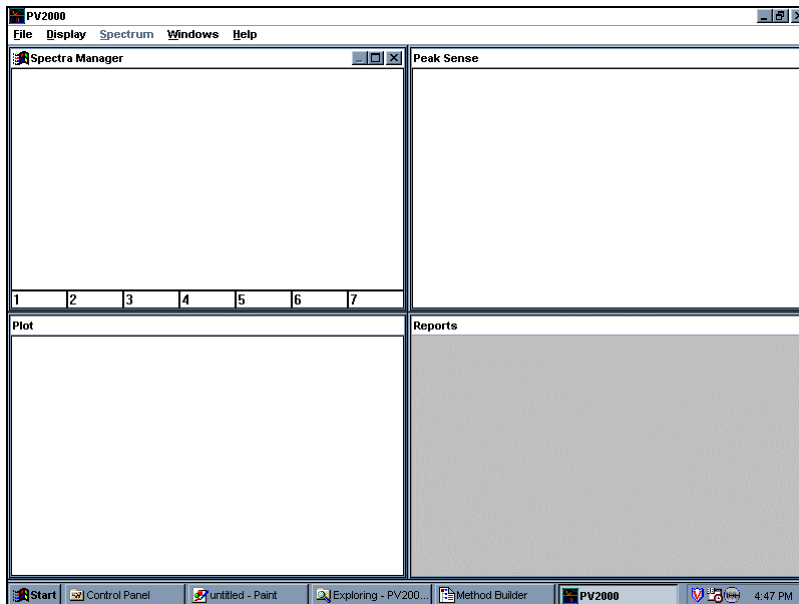 PV2000
File Display Spectrum Windows Help
Spectra Manager
Peak Sense
1 2 3 4 5 6 7
Plot
Reports
Start Control Panel untitled - Paint Exploring - PV200... Method Builder PV2000 4:47 PM